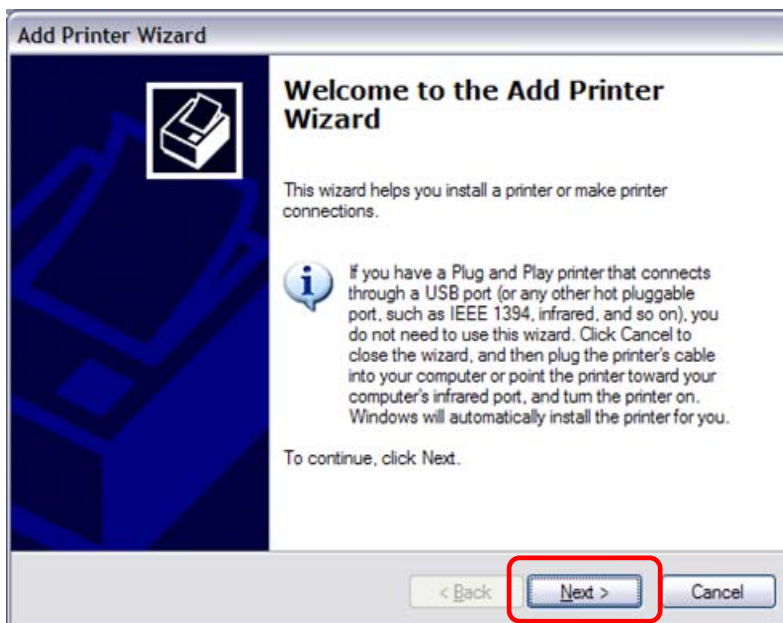 Add Printer Wizard
Welcome to the Add Printer
Wizard
This wizard helps you install a printer or make printer
connections.
If you have a Plug and Play printer that connects
through a USB port (or any other hot pluggable
port, such as IEEE 1394, infrared, and so on), you
do not need to use this wizard. Click Cancel to
close the wizard, and then plug the printer's cable
into your computer or point the printer toward your
computer's infrared port, and turn the printer on.
Windows will automatically install the printer for you.
To continue, click Next.
< Back Next > Cancel